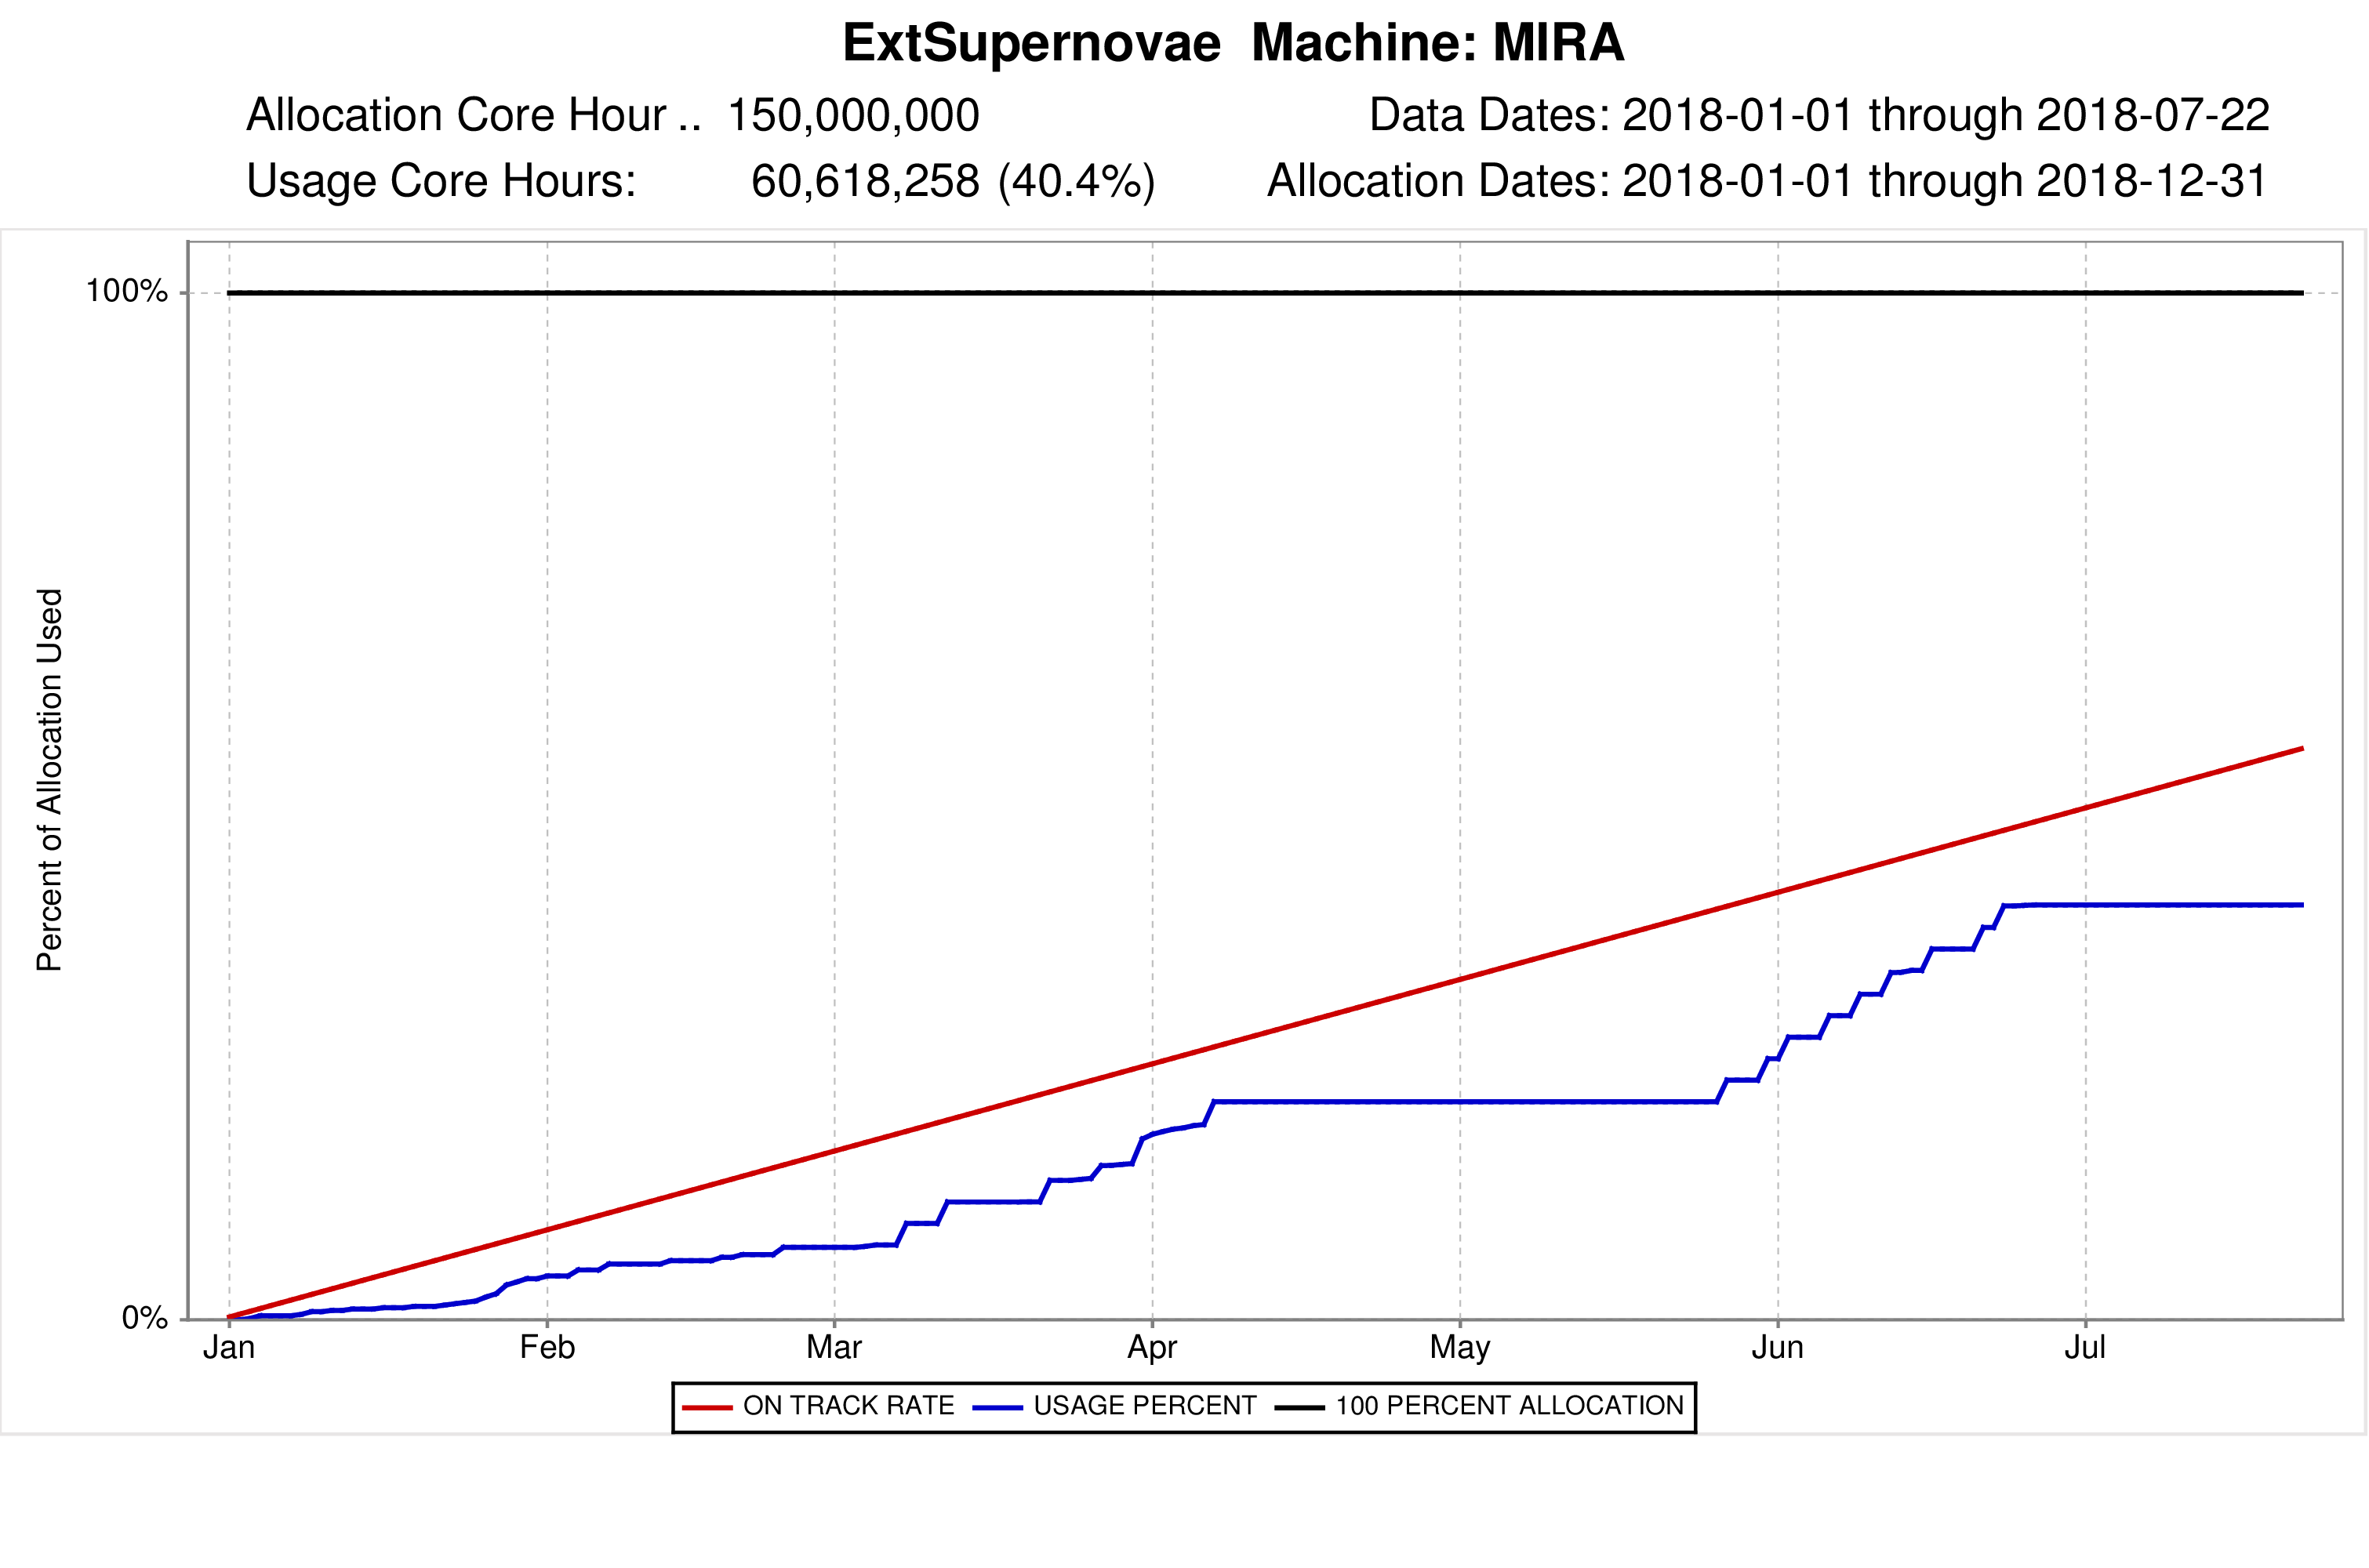 ExtSupernovae Machine: MIRA
Allocation Core Hour .. 150,000,000 Data Dates: 2018-01-01 through 2018-07-22
Usage Core Hours: 60,618,258 (40.4%) Allocation Dates: 2018-01-01 through 2018-12-31
100%
Percent of Allocation Used
0%
Jan Feb Mar Apr May Jun Jul
ON TRACK RATE USAGE PERCENT 100 PERCENT ALLOCATION